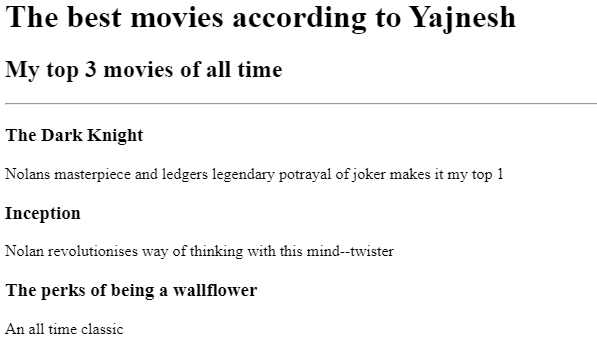 The best movies according to Yajnesh
My top 3 movies of all time
The Dark Knight
Nolans masterpiece and ledgers legendary potrayal of joker makes it my top 1
Inception
Nolan revolutionises way of thinking with this mind--twister
The perks of being a wallflower
An all time classic